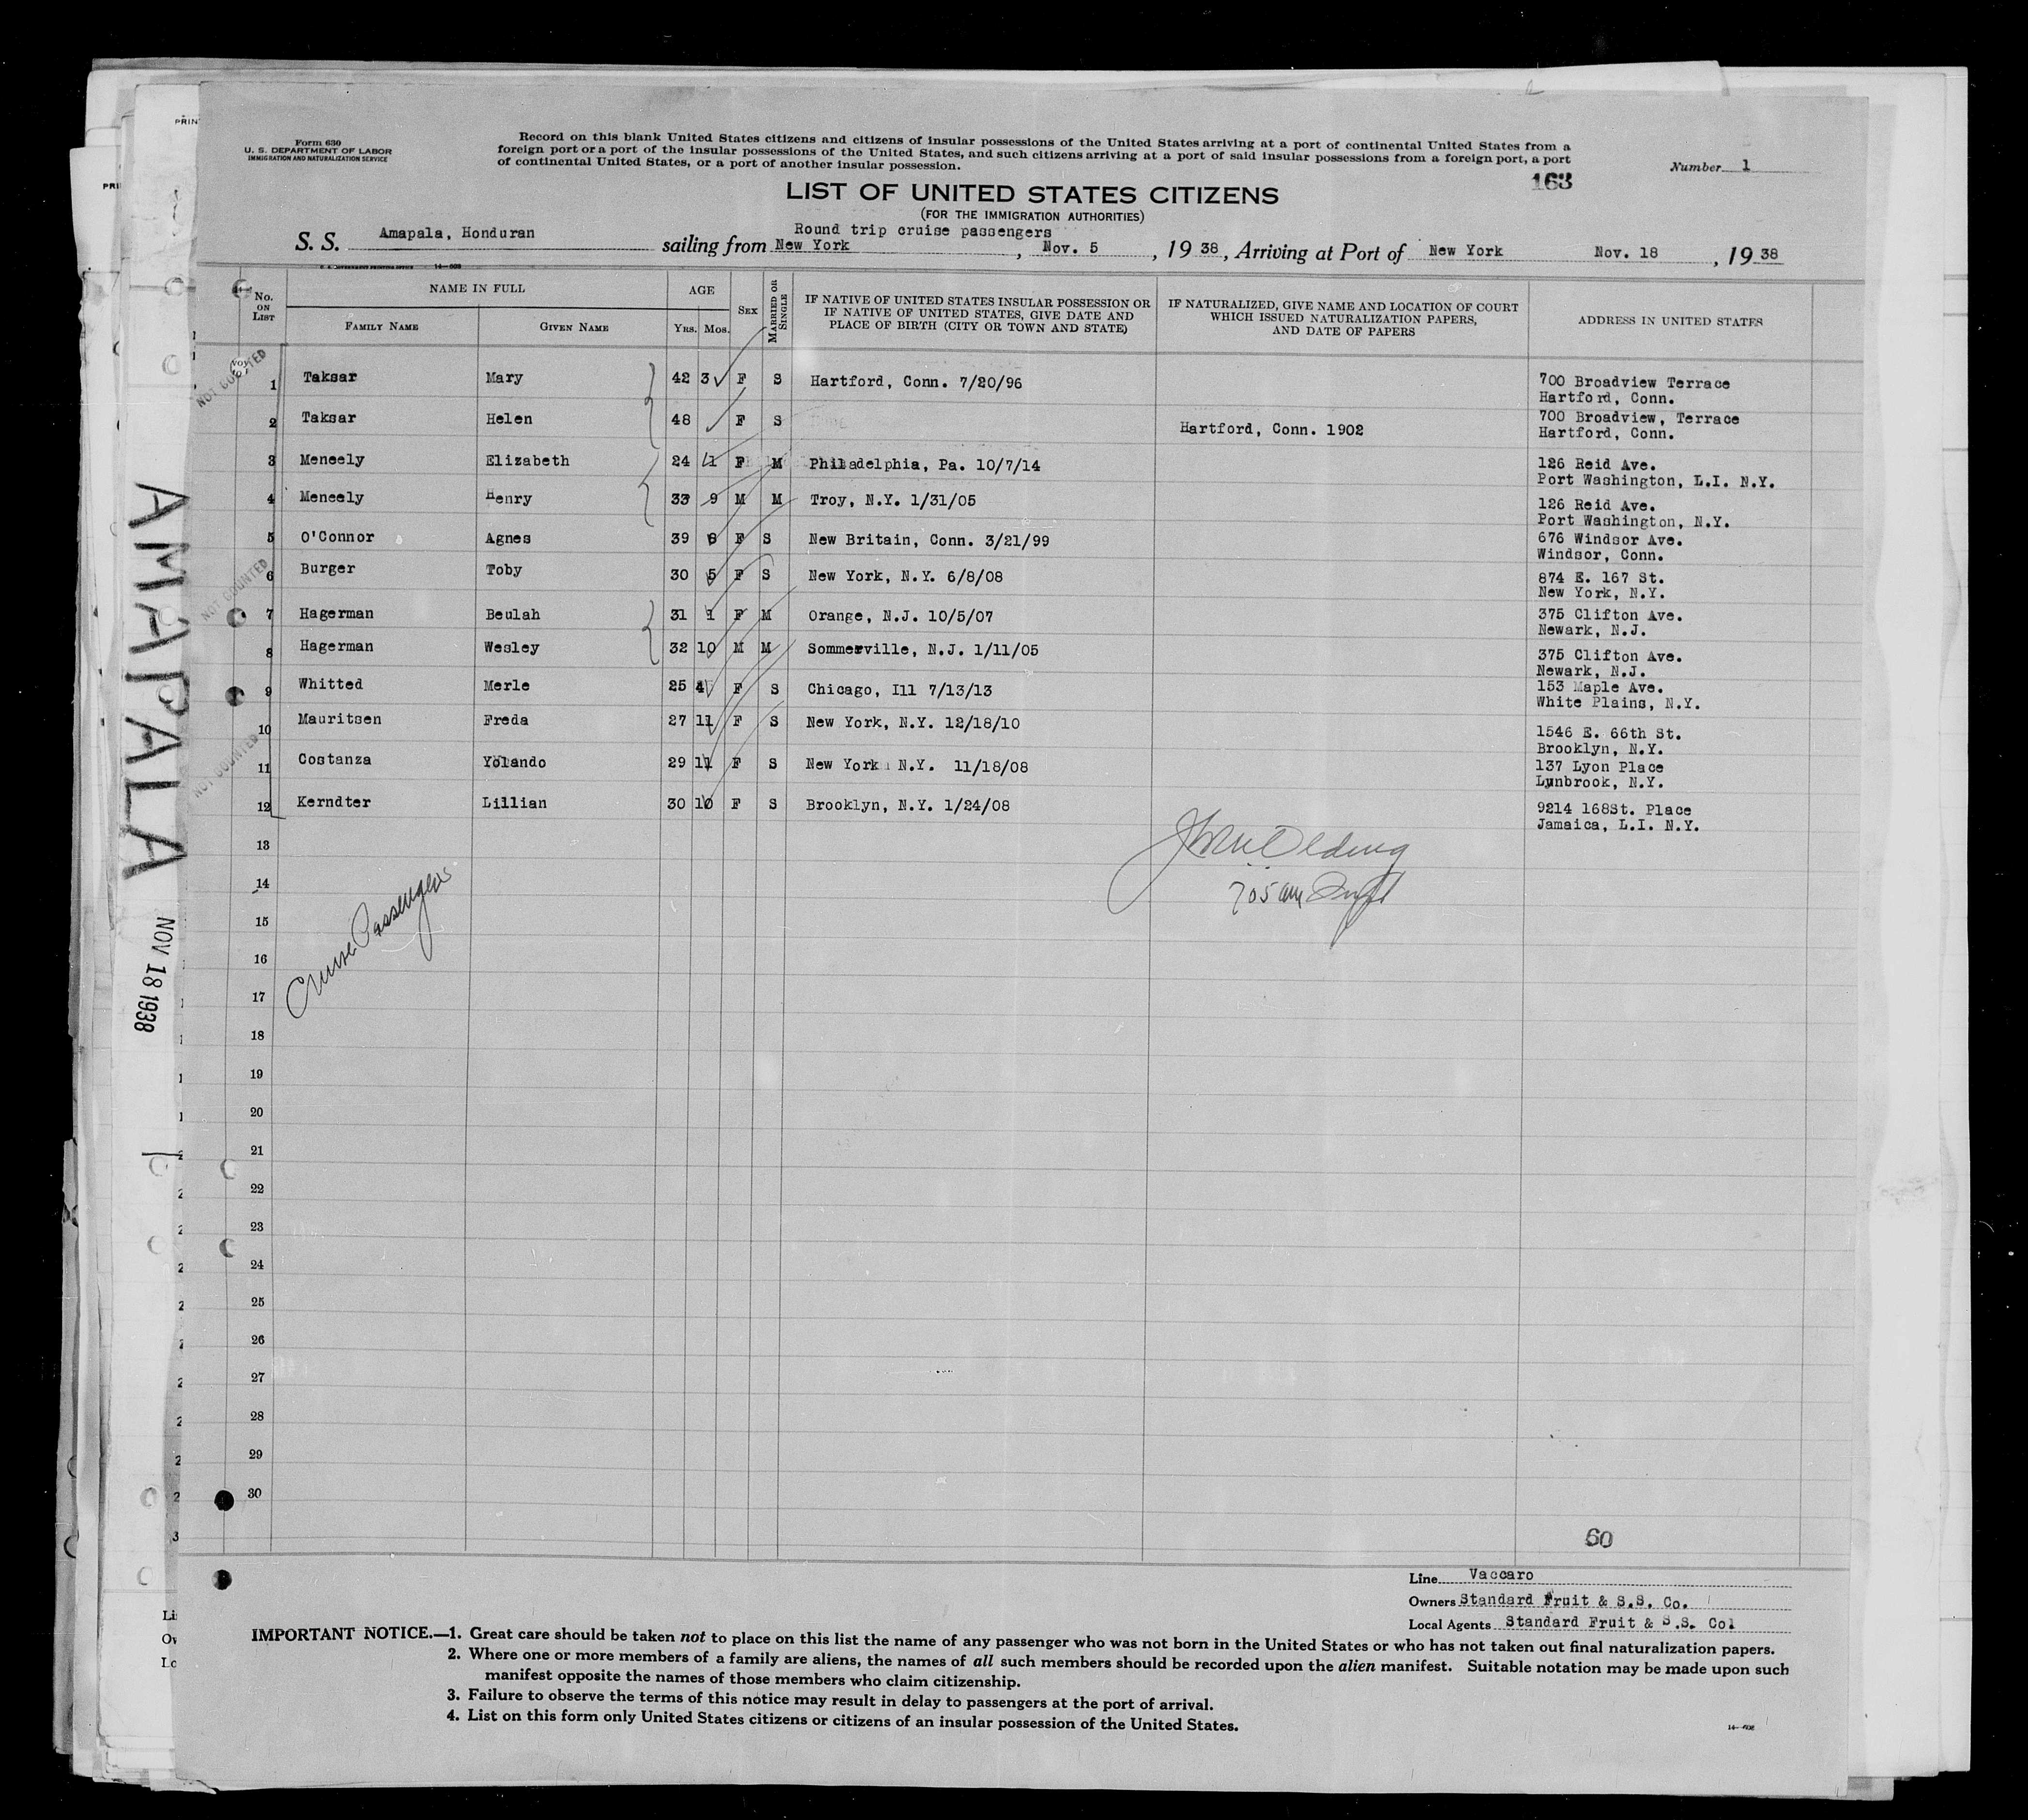 Form 630
U. S. DEPARTMENT OF LABOR
IMMIGRATION AND NATURALIZATION SERVICE
Record on this blank United States citizens and citizens of insular possessions of the United States arriving at a port of continental United States from a
foreign port or a port of the insular possessions of the United States, and such citizens arriving at a port of said insular possessions from a foreign port, a port
of continental United States, or a port of another insular possession.
Number 1
163
LIST OF UNITED STATES CITIZENS
(FOR THE IMMIGRATION AUTHORITIES)
Round trip cruise passengers
S. S. Amapala, Honduran sailing from New York, Nov. 5, 1938, Arriving at Port of New York Nov. 18, 1938
No. ON LIST NAME IN FULL FAMILY NAME GIVEN NAME AGE YRS. MOS. SEX MARRIED OR SINGLE IF NATIVE OF UNITED STATES INSULAR POSSESSION OR IF NATIVE OF UNITED STATES, GIVE DATE AND PLACE OF BIRTH (CITY OR TOWN AND STATE) IF NATURALIZED, GIVE NAME AND LOCATION OF COURT WHICH ISSUED NATURALIZATION PAPERS, AND DATE OF PAPERS ADDRESS IN UNITED STATES
1 Taksar Mary 42 3 F S Hartford, Conn. 7/20/96 700 Broadview Terrace
Hartford, Conn.
2 Taksar Helen 48 F S Hartford, Conn. 1902 700 Broadview, Terrace
Hartford, Conn.
3 Meneely Elizabeth 24 1 F M Philadelphia, Pa. 10/7/14 126 Reid Ave.
Port Washington, L.I. N.Y.
4 Meneely Henry 33 9 M M Troy, N.Y. 1/31/05 126 Reid Ave.
Port Washington, N.Y.
5 O'Connor Agnes 39 8 F S New Britain, Conn. 3/21/99 676 Windsor Ave.
Windsor, Conn.
6 Burger Toby 30 5 F S New York, N.Y. 6/8/08 874 E. 167 St.
New York, N.Y.
7 Hagerman Beulah 31 1 F M Orange, N.J. 10/5/07 375 Clifton Ave.
Newark, N.J.
8 Hagerman Wesley 32 10 M M Sommerville, N.J. 1/11/05 375 Clifton Ave.
Newark, N.J.
9 Whitted Merle 25 4 F S Chicago, Ill 7/13/13 153 Maple Ave.
White Plains, N.Y.
10 Mauritsen Freda 27 11 F S New York, N.Y. 12/18/10 1546 E. 66th St.
Brooklyn, N.Y.
11 Costanza Yolando 29 11 F S New York N.Y. 11/18/08 137 Lyon Place
Lynbrook, N.Y.
12 Kerndter Lillian 30 10 F S Brooklyn, N.Y. 1/24/08 9214 168St. Place
Jamaica, L.I. N.Y.
13
14
15
16
17
18
19
20
21
22
23
24
25
26
27
28
29
30
NOT COUNTED
NOT COUNTED
NOT COUNTED
AMAPALA
NOV 18 1938
Cruise Passengers
705 am
60
Line Vaccaro
Owners Standard Fruit & S.S. Co.
Local Agents Standard Fruit & S.S. Col
IMPORTANT NOTICE.—1. Great care should be taken not to place on this list the name of any passenger who was not born in the United States or who has not taken out final naturalization papers.
2. Where one or more members of a family are aliens, the names of all such members should be recorded upon the alien manifest. Suitable notation may be made upon such
manifest opposite the names of those members who claim citizenship.
3. Failure to observe the terms of this notice may result in delay to passengers at the port of arrival.
4. List on this form only United States citizens or citizens of an insular possession of the United States.